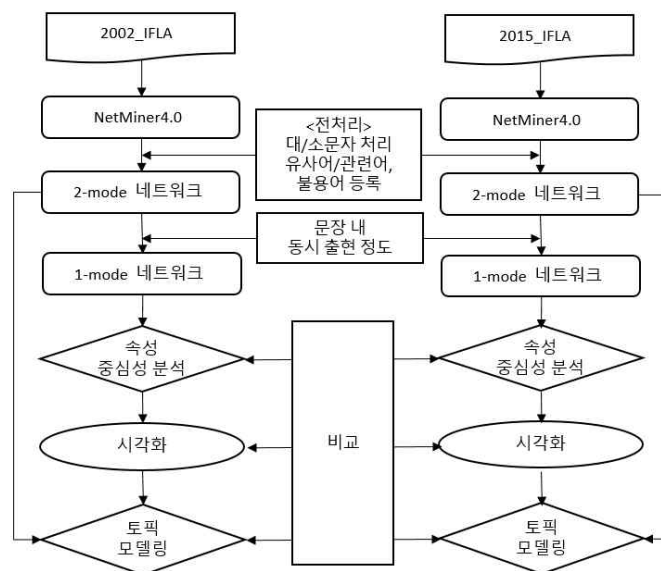 2002_IFLA
2015_IFLA
NetMiner4.0
NetMiner4.0
<전처리>
대/소문자 처리
유사어/관련어,
불용어 등록
2-mode 네트워크
2-mode 네트워크
문장 내
동시 출현 정도
1-mode 네트워크
1-mode 네트워크
속성
중심성 분석
속성
중심성 분석
비교
시각화
시각화
토픽
모델링
토픽
모델링